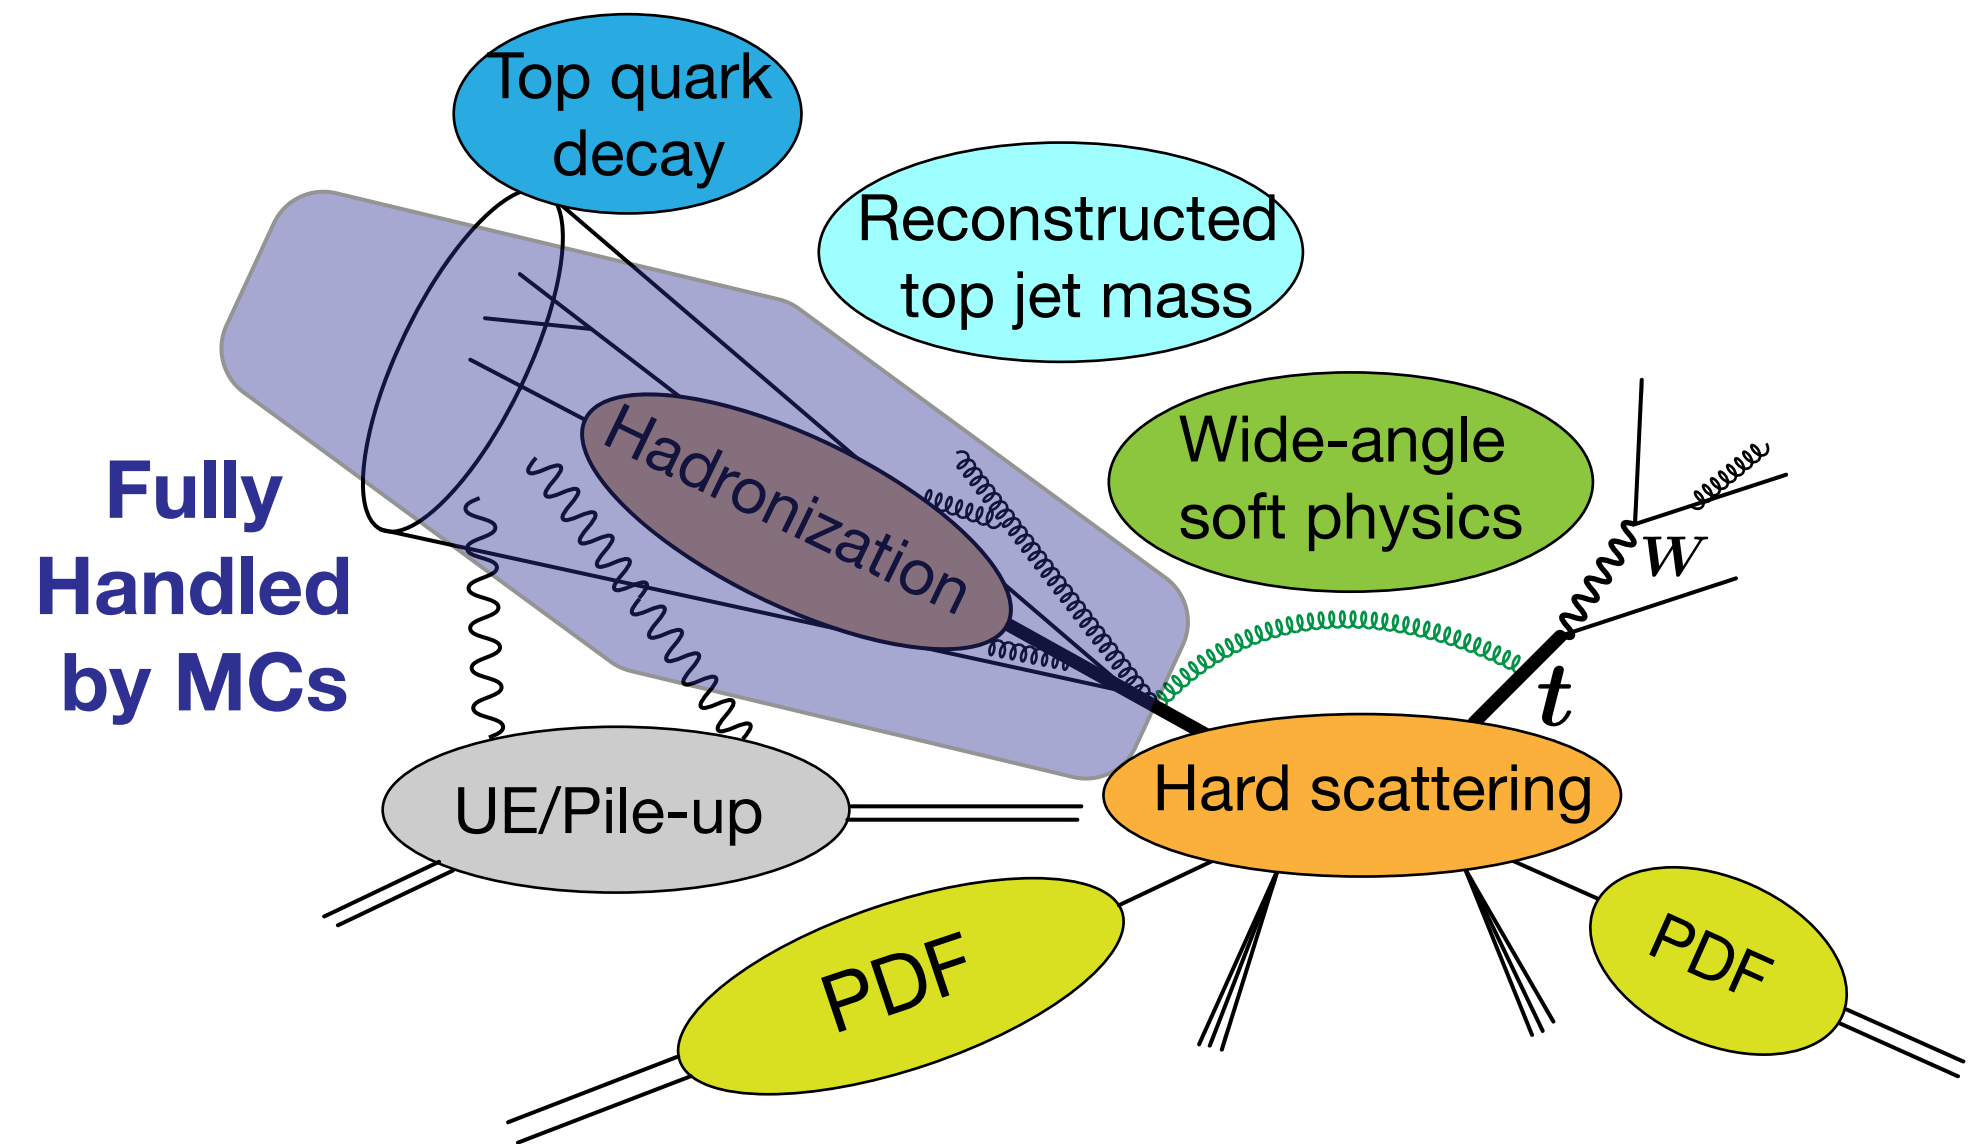 Top quark
decay
Reconstructed
top jet mass
Wide-angle
soft physics
Hadronization
Fully
Handled
by MCs
W
t
UE/Pile-up
Hard scattering
PDF
PDF